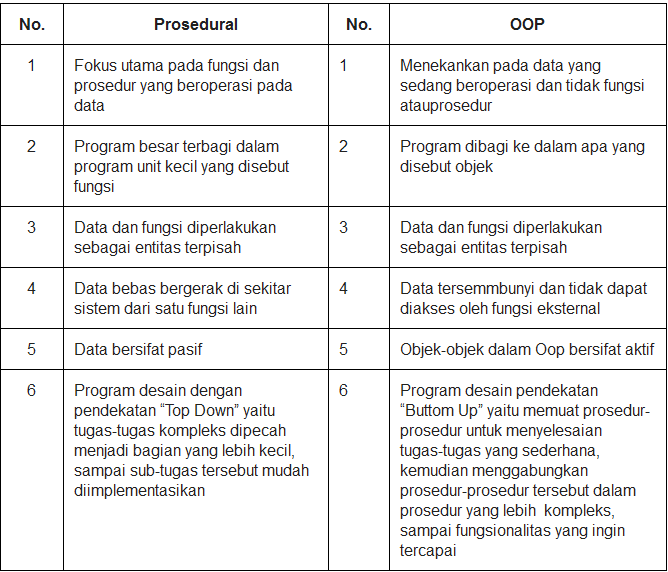 No.
Prosedural
No.
OOP
1
Fokus utama pada fungsi dan
prosedur yang beroperasi pada
data
1
Menekankan pada data yang
sedang beroperasi dan tidak fungsi
atauprosedur
2
Program besar terbagi dalam
program unit kecil yang disebut
fungsi
2
Program dibagi ke dalam apa yang
disebut objek
3
Data dan fungsi diperlakukan
sebagai entitas terpisah
3
Data dan fungsi diperlakukan
sebagai entitas terpisah
4
Data bebas bergerak di sekitar
sistem dari satu fungsi lain
4
Data tersemmbunyi dan tidak dapat
diakses oleh fungsi eksternal
5
Data bersifat pasif
5
Objek-objek dalam Oop bersifat aktif
6
Program desain dengan
pendekatan “Top Down” yaitu
tugas-tugas kompleks dipecah
menjadi bagian yang lebih kecil,
sampai sub-tugas tersebut mudah
diimplementasikan
6
Program desain pendekatan
“Buttom Up” yaitu memuat prosedur-
prosedur untuk menyelesaian
tugas-tugas yang sederhana,
kemudian menggabungkan
prosedur-prosedur tersebut dalam
prosedur yang lebih  kompleks,
sampai fungsionalitas yang ingin
tercapai